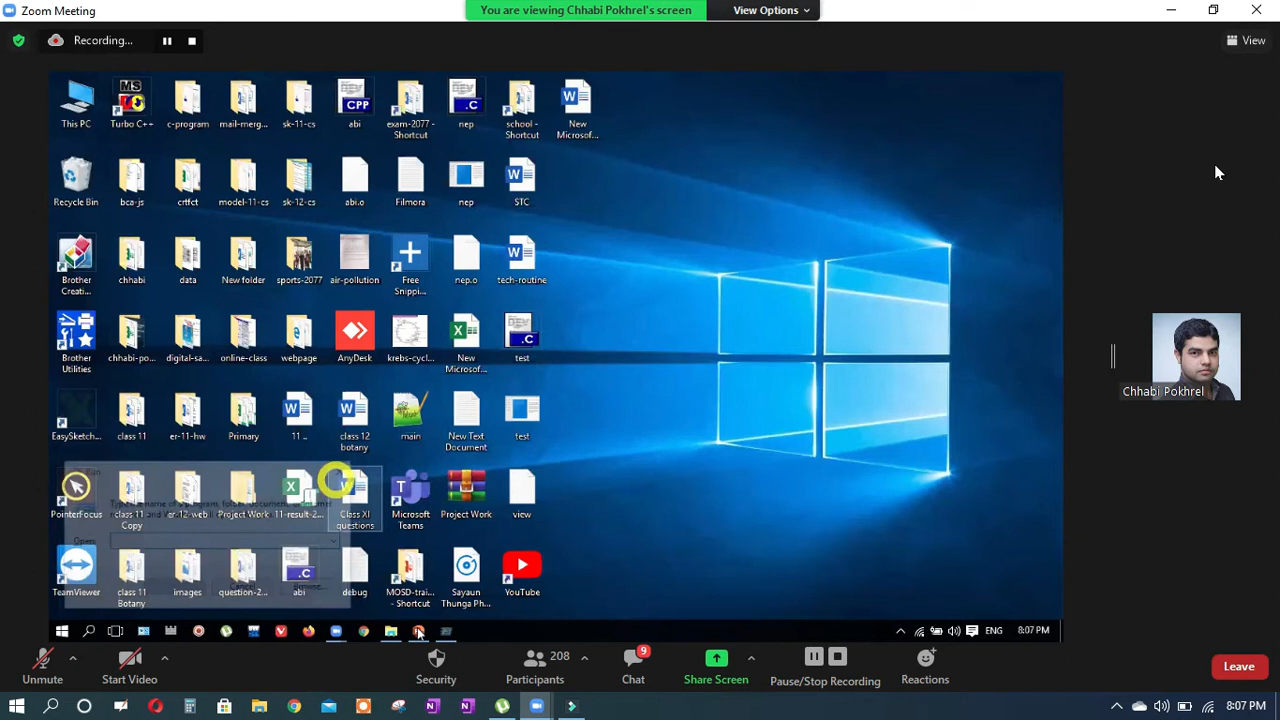 Zoom Meeting
You are viewing Chhabi Pokhrel's screen
View Options
Recording...
View
This PC
Turbo C++
c-program
mail-merg...
sk-11-cs
abi
exam-2077 -
Shortcut
nep
school -
Shortcut
New
Microsof...
Recycle Bin
bca-js
crtfct
model-11-cs
sk-12-cs
abi.o
Filmora
nep
STC
Brother
Creati...
chhabi
data
New folder
sports-2077
air-pollution
Free
Snippi...
nep.o
tech-routine
Brother
Utilities
chhabi-po...
digital-sa...
online-class
webpage
AnyDesk
krebs-cycl...
New
Microsof...
test
EasySketch...
class 11
er-11-hw
Primary
11 ..
class 12
botany
main
New Text
Document
test
PointerFocus
class 11
Copy
er-12-web
Project Work
11-result-2...
Class XI
questions
Microsoft
Teams
Project Work
view
TeamViewer
class 11
Botany
images
question-2...
abi
debug
MOSD-trai...
- Shortcut
Sayaun
Thunga Ph...
YouTube
ENG
8:07 PM
Chhabi Pokhrel
Unmute
Start Video
Security
208
Participants
9
Chat
Share Screen
Pause/Stop Recording
Reactions
Leave
ENG
8:07 PM